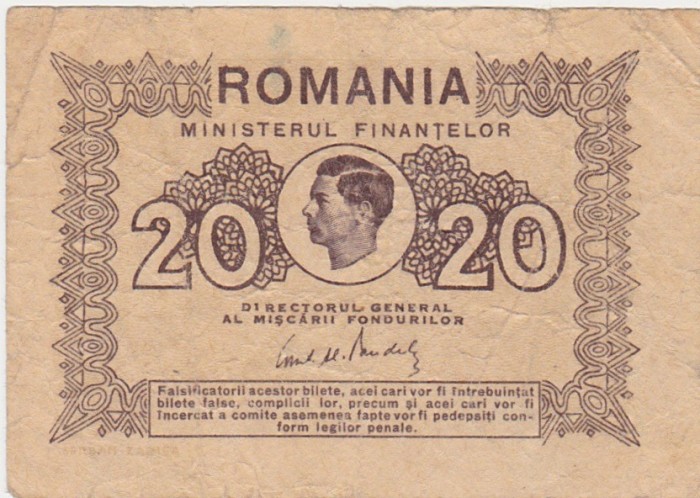 ROMANIA
MINISTERUL FINANȚELOR
20 20
DIRECTORUL GENERAL
AL MIȘCĂRII FONDURILOR
Falsificatorii acestor bilete, acei cari vor fi întrebuințat
bilete false, complicii lor, precum și acei cari vor fi
încercat a comite asemenea fapte vor fi pedepsiți con-
form legilor penale.